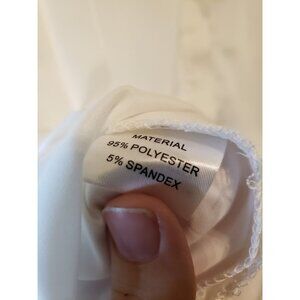 MATERIAL
95% POLYESTER
5% SPANDEX